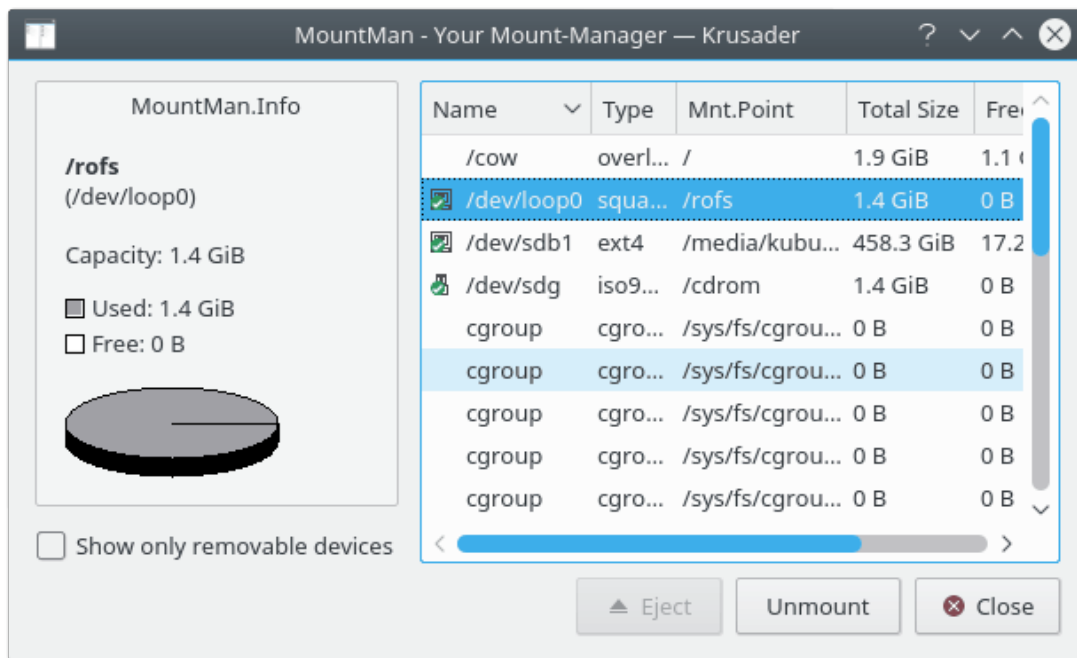 MountMan - Your Mount-Manager — Krusader
MountMan.Info
/rofs
(/dev/loop0)
Capacity: 1.4 GiB
Used: 1.4 GiB
Free: 0 B
Show only removable devices
Name Type Mnt.Point Total Size
/cow overl... / 1.9 GiB 1.1
/dev/loop0 squa... /rofs 1.4 GiB 0 B
/dev/sdb1 ext4 /media/kubu... 458.3 GiB 17.2
/dev/sdg iso9... /cdrom 1.4 GiB 0 B
cgroup cgro... /sys/fs/cgrou... 0 B 0 B
cgroup cgro... /sys/fs/cgrou... 0 B 0 B
cgroup cgro... /sys/fs/cgrou... 0 B 0 B
cgroup cgro... /sys/fs/cgrou... 0 B 0 B
cgroup cgro... /sys/fs/cgrou... 0 B 0 B
Eject Unmount Close